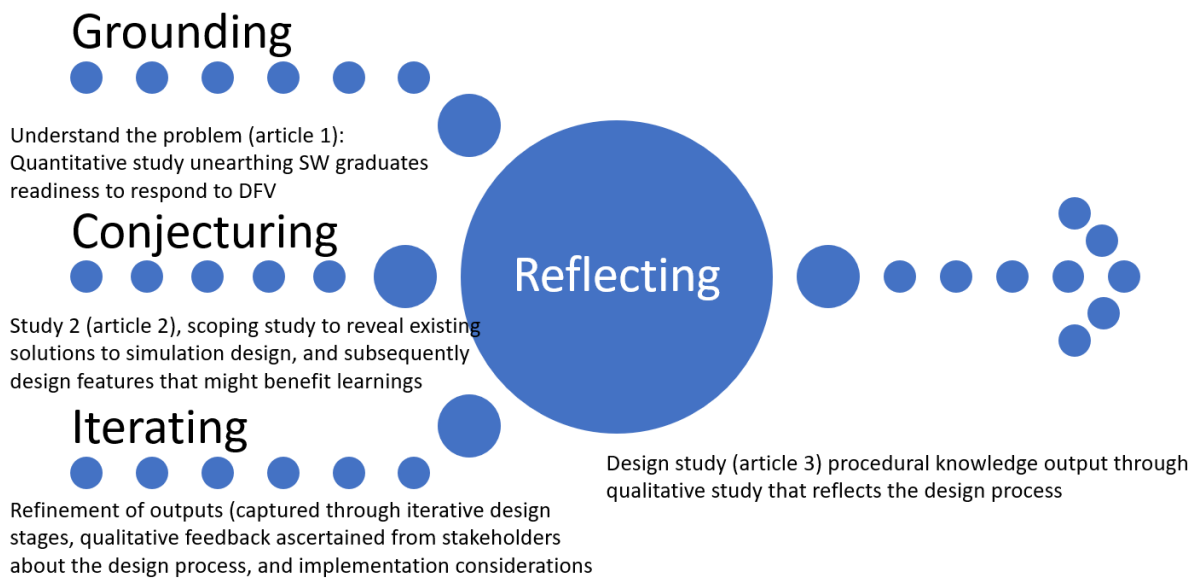 Grounding
Understand the problem (article 1):
Quantitative study unearthing SW graduates
readiness to respond to DFV
Conjecturing
Study 2 (article 2), scoping study to reveal existing
solutions to simulation design, and subsequently
design features that might benefit learnings
Iterating
Refinement of outputs (captured through iterative design
stages, qualitative feedback ascertained from stakeholders
about the design process, and implementation considerations
Reflecting
Design study (article 3) procedural knowledge output through
qualitative study that reflects the design process